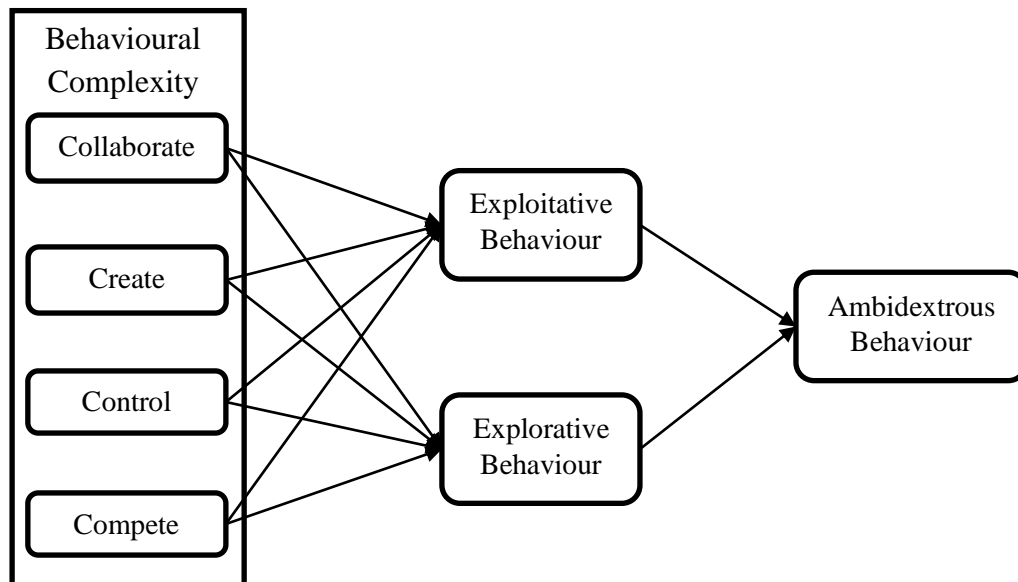 Behavioural
Complexity
Collaborate
Create
Control
Compete
Exploitative
Behaviour
Explorative
Behaviour
Ambidextrous
Behaviour